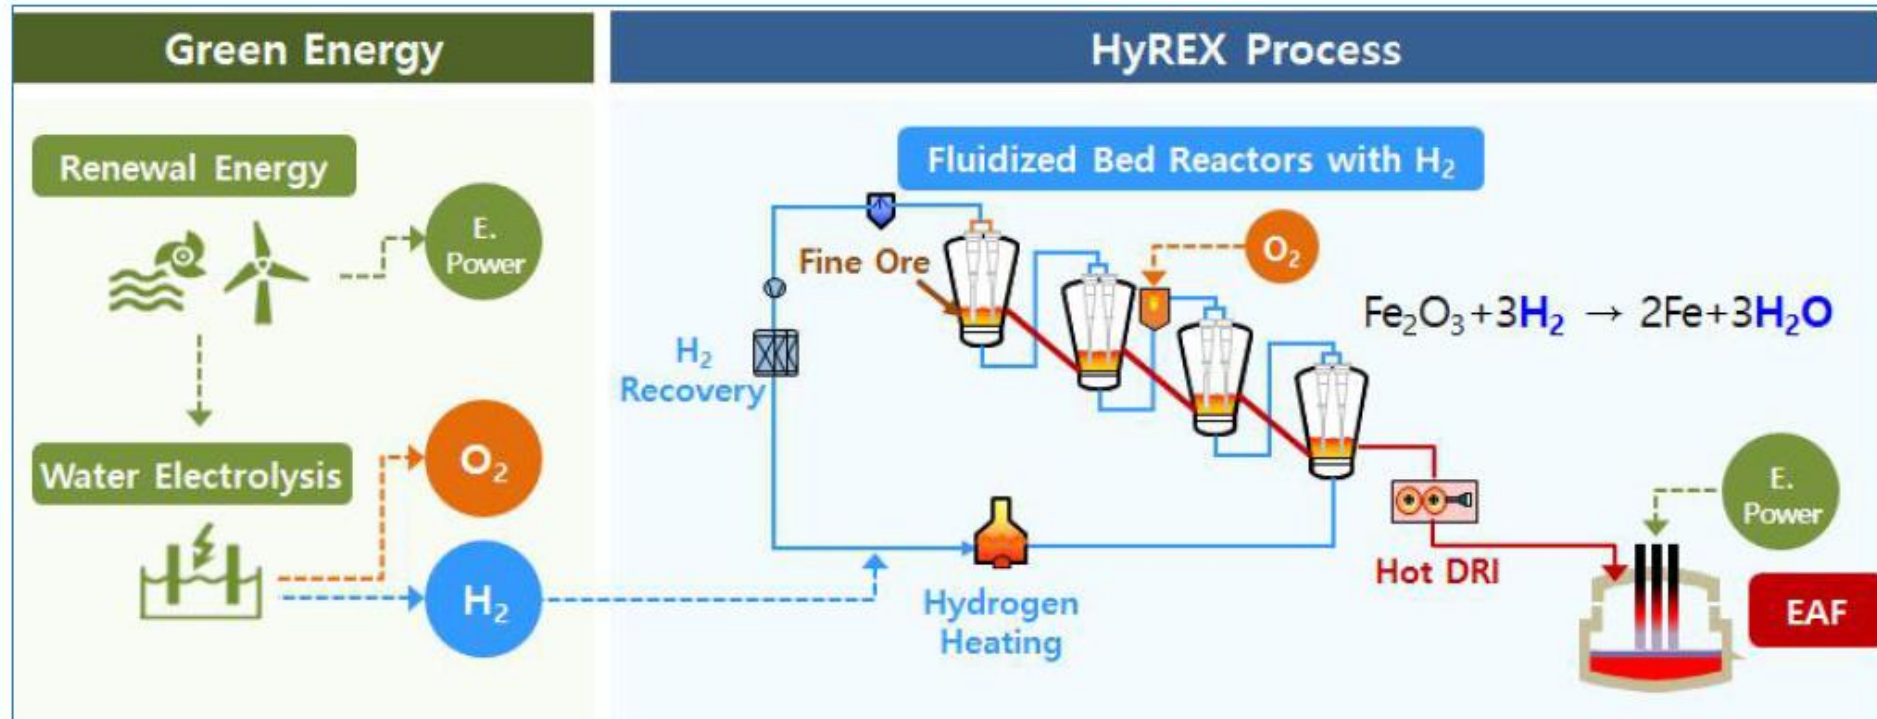 Green Energy
Renewal Energy
E.
Power
Water Electrolysis
O₂
H₂
HyREX Process
Fluidized Bed Reactors with H₂
Fine Ore
O₂
Fe₂O₃+3H₂ → 2Fe+3H₂O
H₂
Recovery
Hydrogen
Heating
Hot DRI
E.
Power
EAF